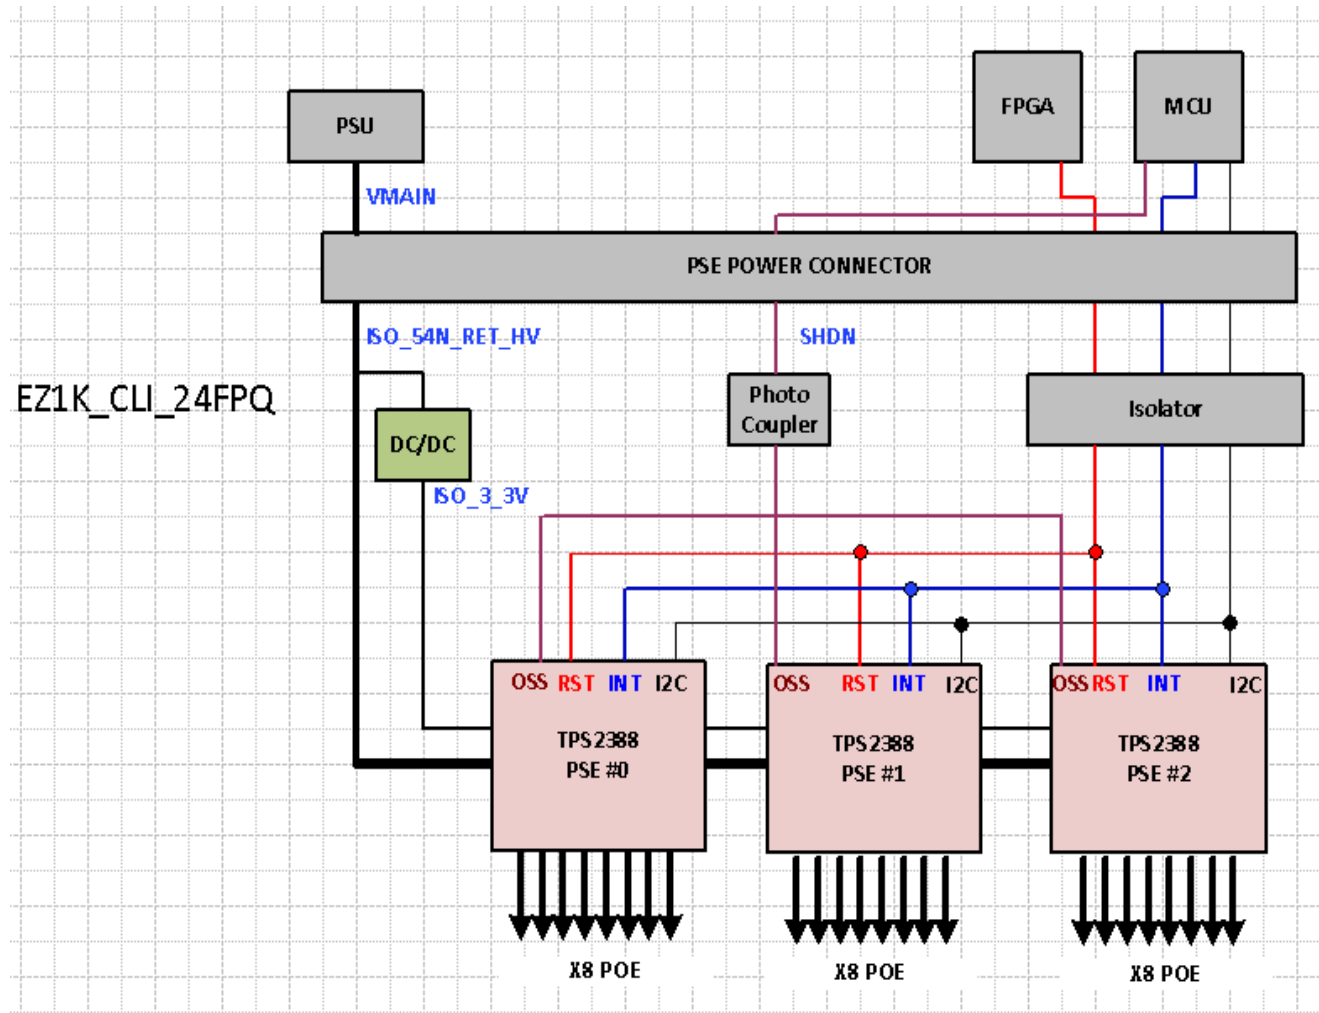 FPGA
MCU
PSU
VMAIN
PSE POWER CONNECTOR
ISO_54N_RET_HV
SHDN
EZ1K_CLI_24FPQ
Photo
Coupler
Isolator
DC/DC
ISO_3_3V
OSS RST INT I2C
OSS RST INT I2C
OSS RST INT I2C
TPS2388
PSE #0
TPS2388
PSE #1
TPS2388
PSE #2
X8 POE
X8 POE
X8 POE